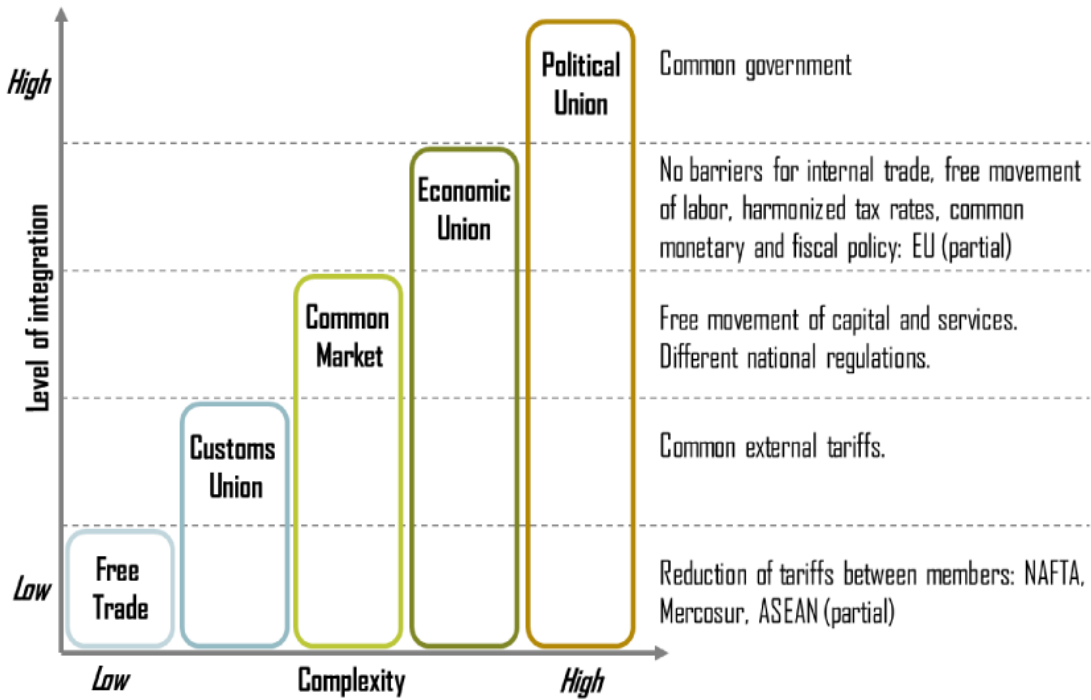 High
Political
Union
Common government
Economic
Union
No barriers for internal trade, free movement
of labor, harmonized tax rates, common
monetary and fiscal policy: EU (partial)
Level of integration
Common
Market
Free movement of capital and services.
Different national regulations.
Customs
Union
Common external tariffs.
Low
Free
Trade
Reduction of tariffs between members: NAFTA,
Mercosur, ASEAN (partial)
Low
Complexity
High